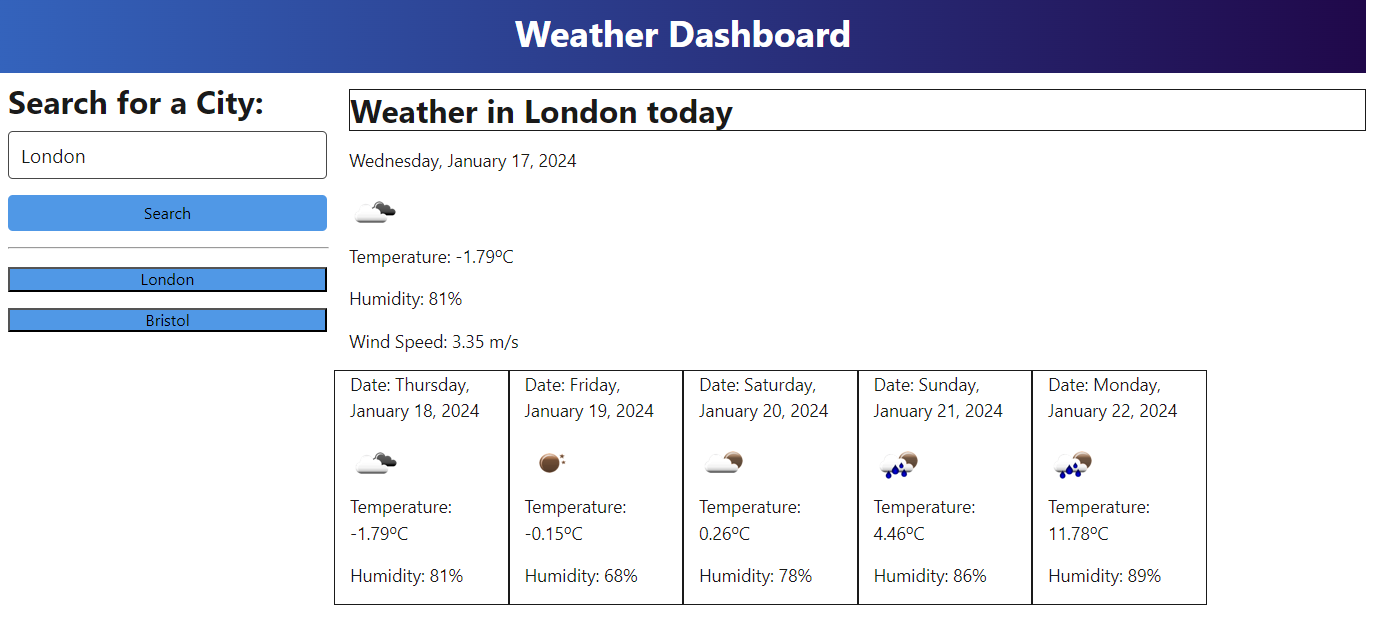 Weather Dashboard
Search for a City:
London
Search
London
Bristol
Weather in London today
Wednesday, January 17, 2024
Temperature: -1.79ºC
Humidity: 81%
Wind Speed: 3.35 m/s
Date: Thursday,
January 18, 2024
Temperature:
-1.79ºC
Humidity: 81%
Date: Friday,
January 19, 2024
Temperature:
-0.15ºC
Humidity: 68%
Date: Saturday,
January 20, 2024
Temperature:
0.26ºC
Humidity: 78%
Date: Sunday,
January 21, 2024
Temperature:
4.46ºC
Humidity: 86%
Date: Monday,
January 22, 2024
Temperature:
11.78ºC
Humidity: 89%